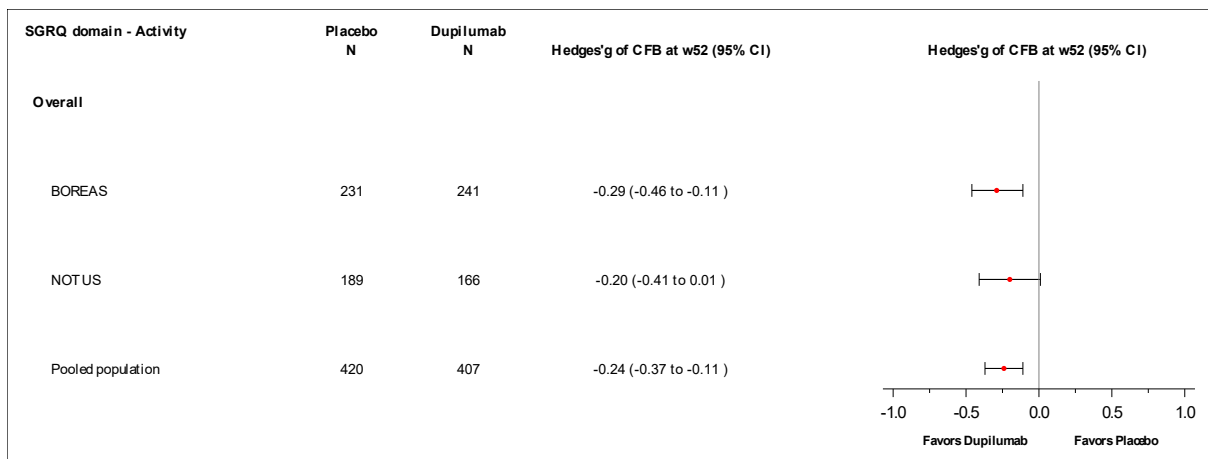 SGRQ domain - Activity Placebo Dupilumab Hedges'g of CFB at w52 (95% CI) Hedges'g of CFB at w52 (95% CI)
N N
Overall
BOREAS 231 241 -0.29 (-0.46 to -0.11 )
NOTUS 189 166 -0.20 (-0.41 to 0.01 )
Pooled population 420 407 -0.24 (-0.37 to -0.11 )
-1.0 -0.5 0.0 0.5 1.0
Favors Dupilumab Favors Placebo